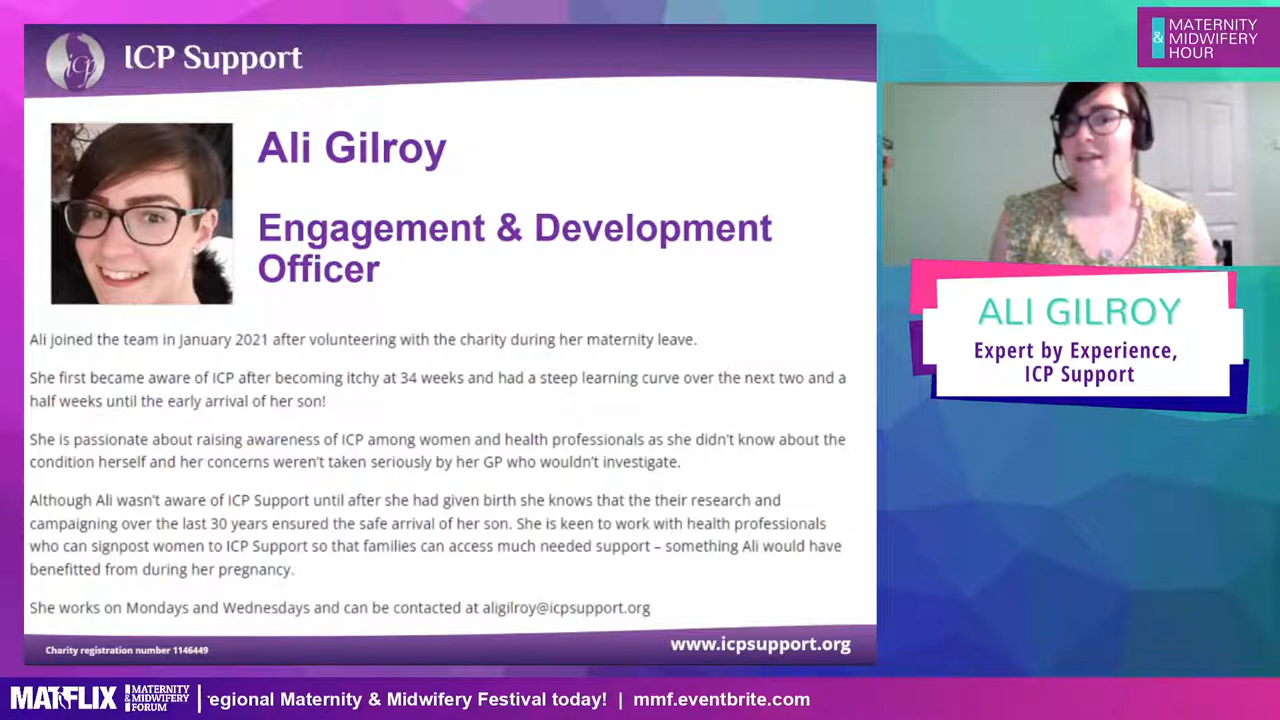 ICP Support
icp
Ali Gilroy
Engagement & Development
Officer
Ali joined the team in January 2021 after volunteering with the charity during her maternity leave.
She first became aware of ICP after becoming itchy at 34 weeks and had a steep learning curve over the next two and a
half weeks until the early arrival of her son!
She is passionate about raising awareness of ICP among women and health professionals as she didn't know about the
condition herself and her concerns weren't taken seriously by her GP who wouldn't investigate.
Although Ali wasn't aware of ICP Support until after she had given birth she knows that the their research and
campaigning over the last 30 years ensured the safe arrival of her son. She is keen to work with health professionals
who can signpost women to ICP Support so that families can access much needed support – something Ali would have
benefitted from during her pregnancy.
She works on Mondays and Wednesdays and can be contacted at aligilroy@icpsupport.org
Charity registration number 1146449
www.icpsupport.org
MATERNITY
& MIDWIFERY
HOUR
ALI GILROY
Expert by Experience,
ICP Support
MATFLIX
MATERNITY
& MIDWIFERY
FORUM
egional Maternity & Midwifery Festival today! | mmf.eventbrite.com